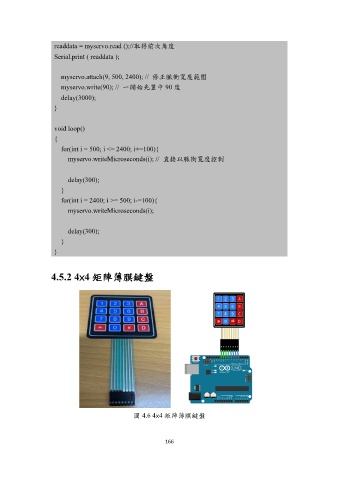 readdata = myservo.read ();//取得前次角度
Serial.print ( readdata );
myservo.attach(9, 500, 2400); // 修正脈衝寬度範圍
myservo.write(90); // 一開始先置中 90 度
delay(3000);
}
void loop()
{
for(int i = 500; i <= 2400; i+=100){
myservo.writeMicroseconds(i); // 直接以脈衝寬度控制
delay(300);
}
for(int i = 2400; i >= 500; i-=100){
myservo.writeMicroseconds(i);
delay(300);
}
}
4.5.2 4x4 矩陣薄膜鍵盤
1 2 3 A
4 5 6 B
7 8 9 C
* 0 # D
1 2 3 A
4 5 6 B
7 8 9 C
* 0 # D
圖 4.6 4x4 矩陣薄膜鍵盤
166